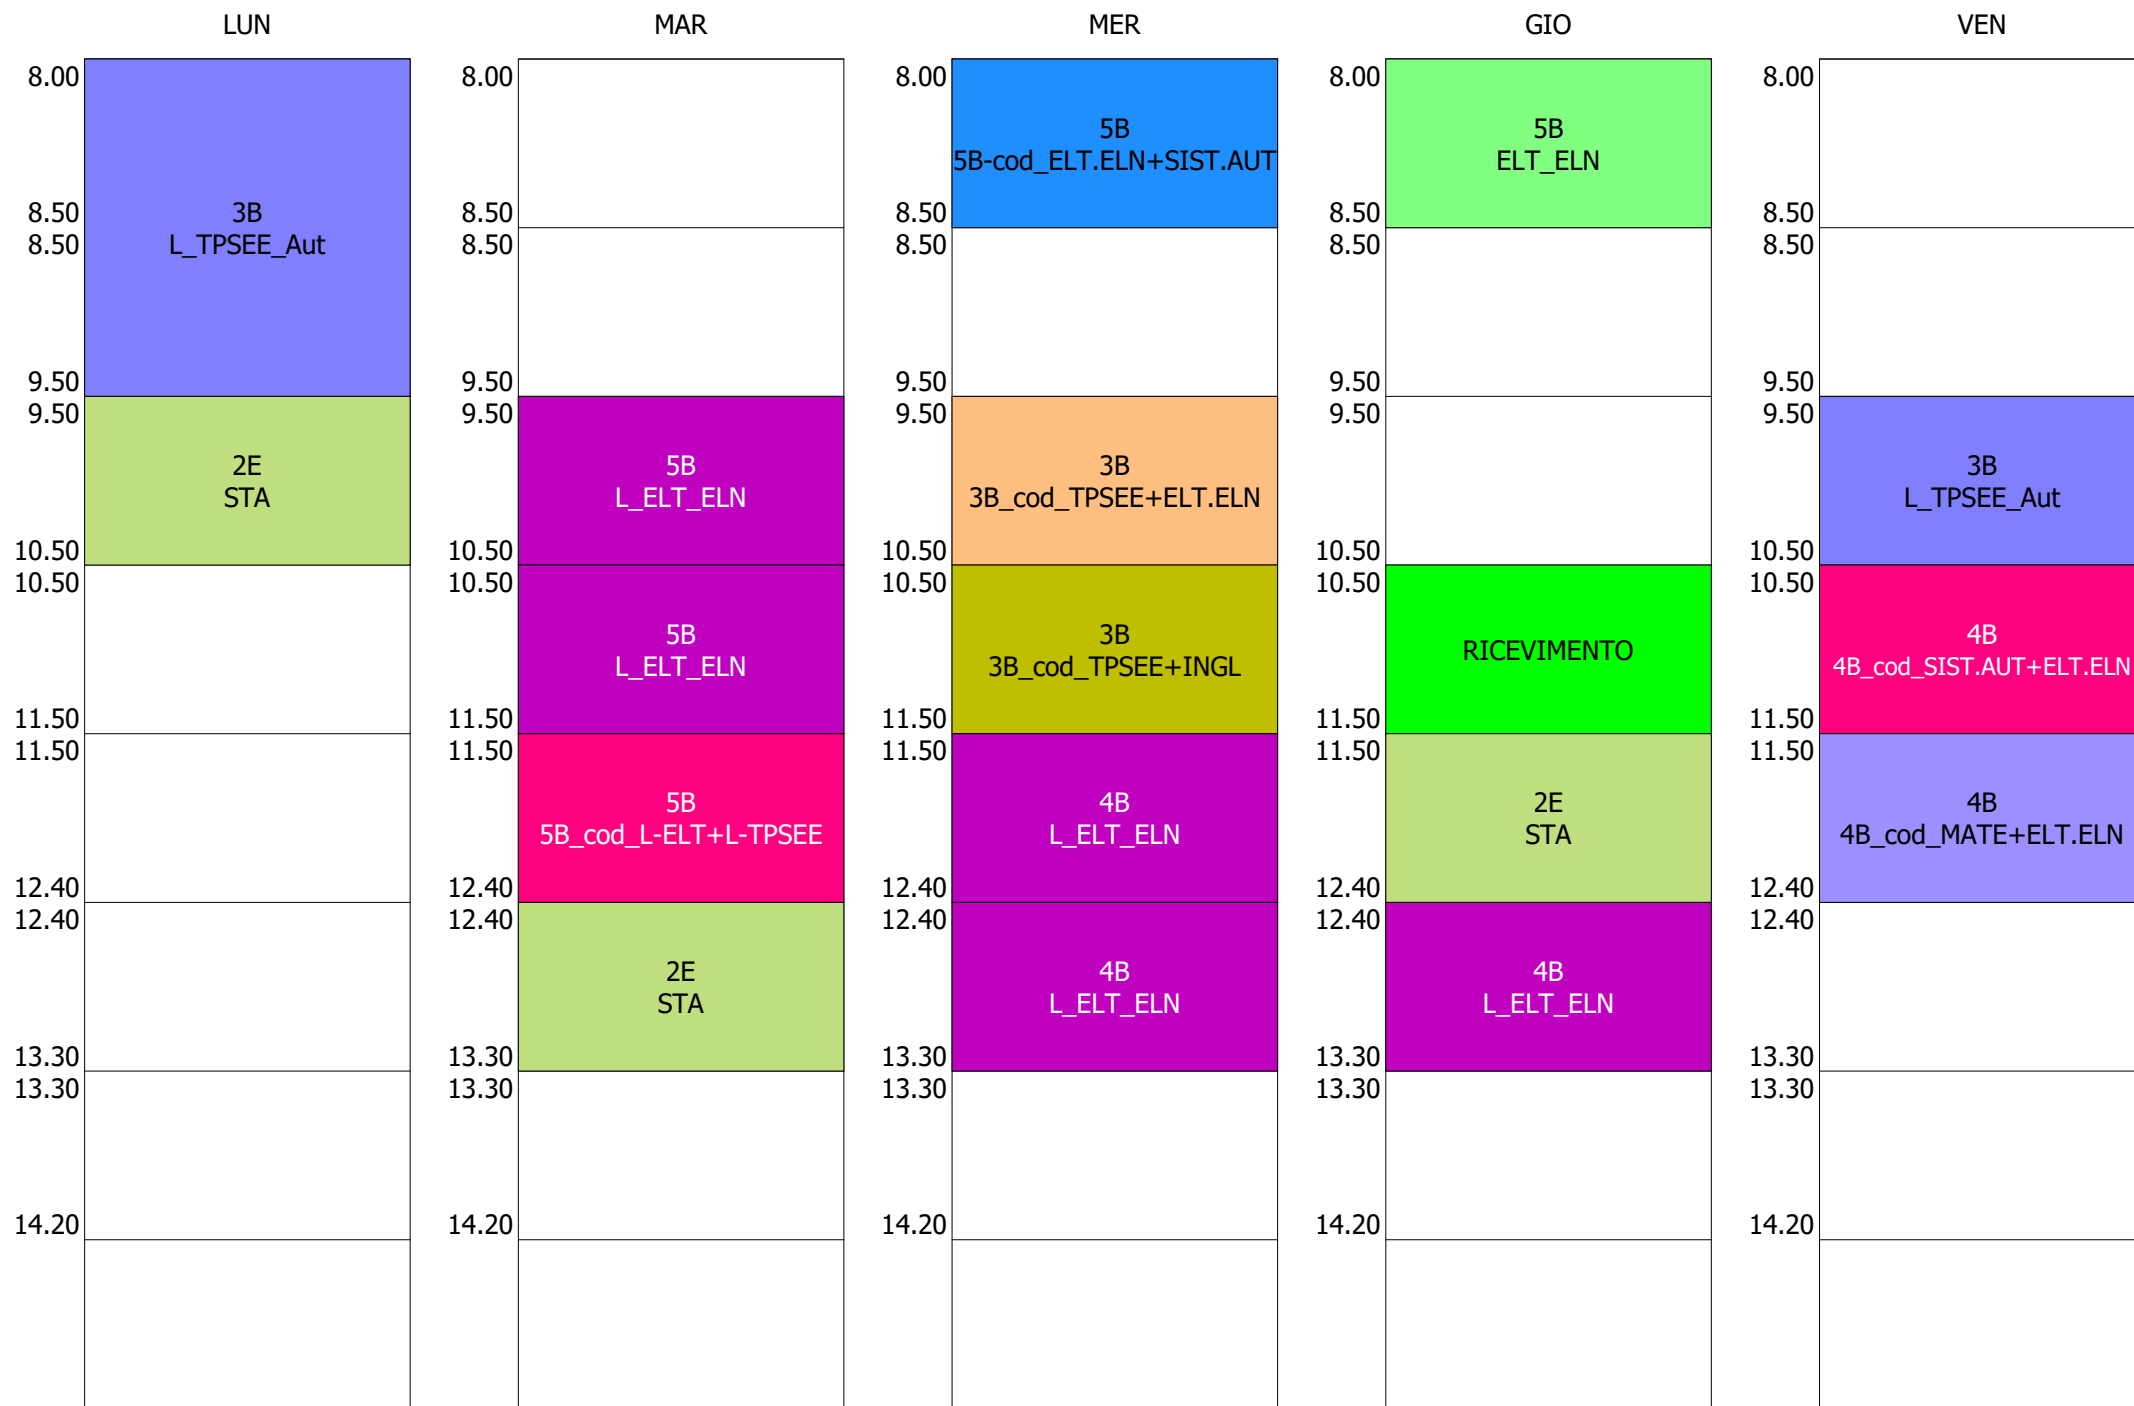 LUN
8.00
8.50
8.50
3B
L_TPSEE_Aut
9.50
9.50
2E
STA
10.50
10.50
11.50
11.50
12.40
12.40
13.30
13.30
14.20
MAR
8.00
8.50
8.50
9.50
9.50
5B
L_ELT_ELN
10.50
10.50
5B
L_ELT_ELN
11.50
11.50
5B
5B_cod_L-ELT+L-TPSEE
12.40
12.40
2E
STA
13.30
13.30
14.20
MER
8.00
5B
5B-cod_ELT.ELN+SIST.AUT
8.50
8.50
9.50
9.50
3B
3B_cod_TPSEE+ELT.ELN
10.50
10.50
3B
3B_cod_TPSEE+INGL
11.50
11.50
4B
L_ELT_ELN
12.40
12.40
4B
L_ELT_ELN
13.30
13.30
14.20
GIO
8.00
5B
ELT_ELN
8.50
8.50
9.50
9.50
10.50
10.50
RICEVIMENTO
11.50
11.50
2E
STA
12.40
12.40
4B
L_ELT_ELN
13.30
13.30
14.20
VEN
8.00
8.50
8.50
9.50
9.50
3B
L_TPSEE_Aut
10.50
10.50
4B
4B_cod_SIST.AUT+ELT.ELN
11.50
11.50
4B
4B_cod_MATE+ELT.ELN
12.40
12.40
13.30
13.30
14.20